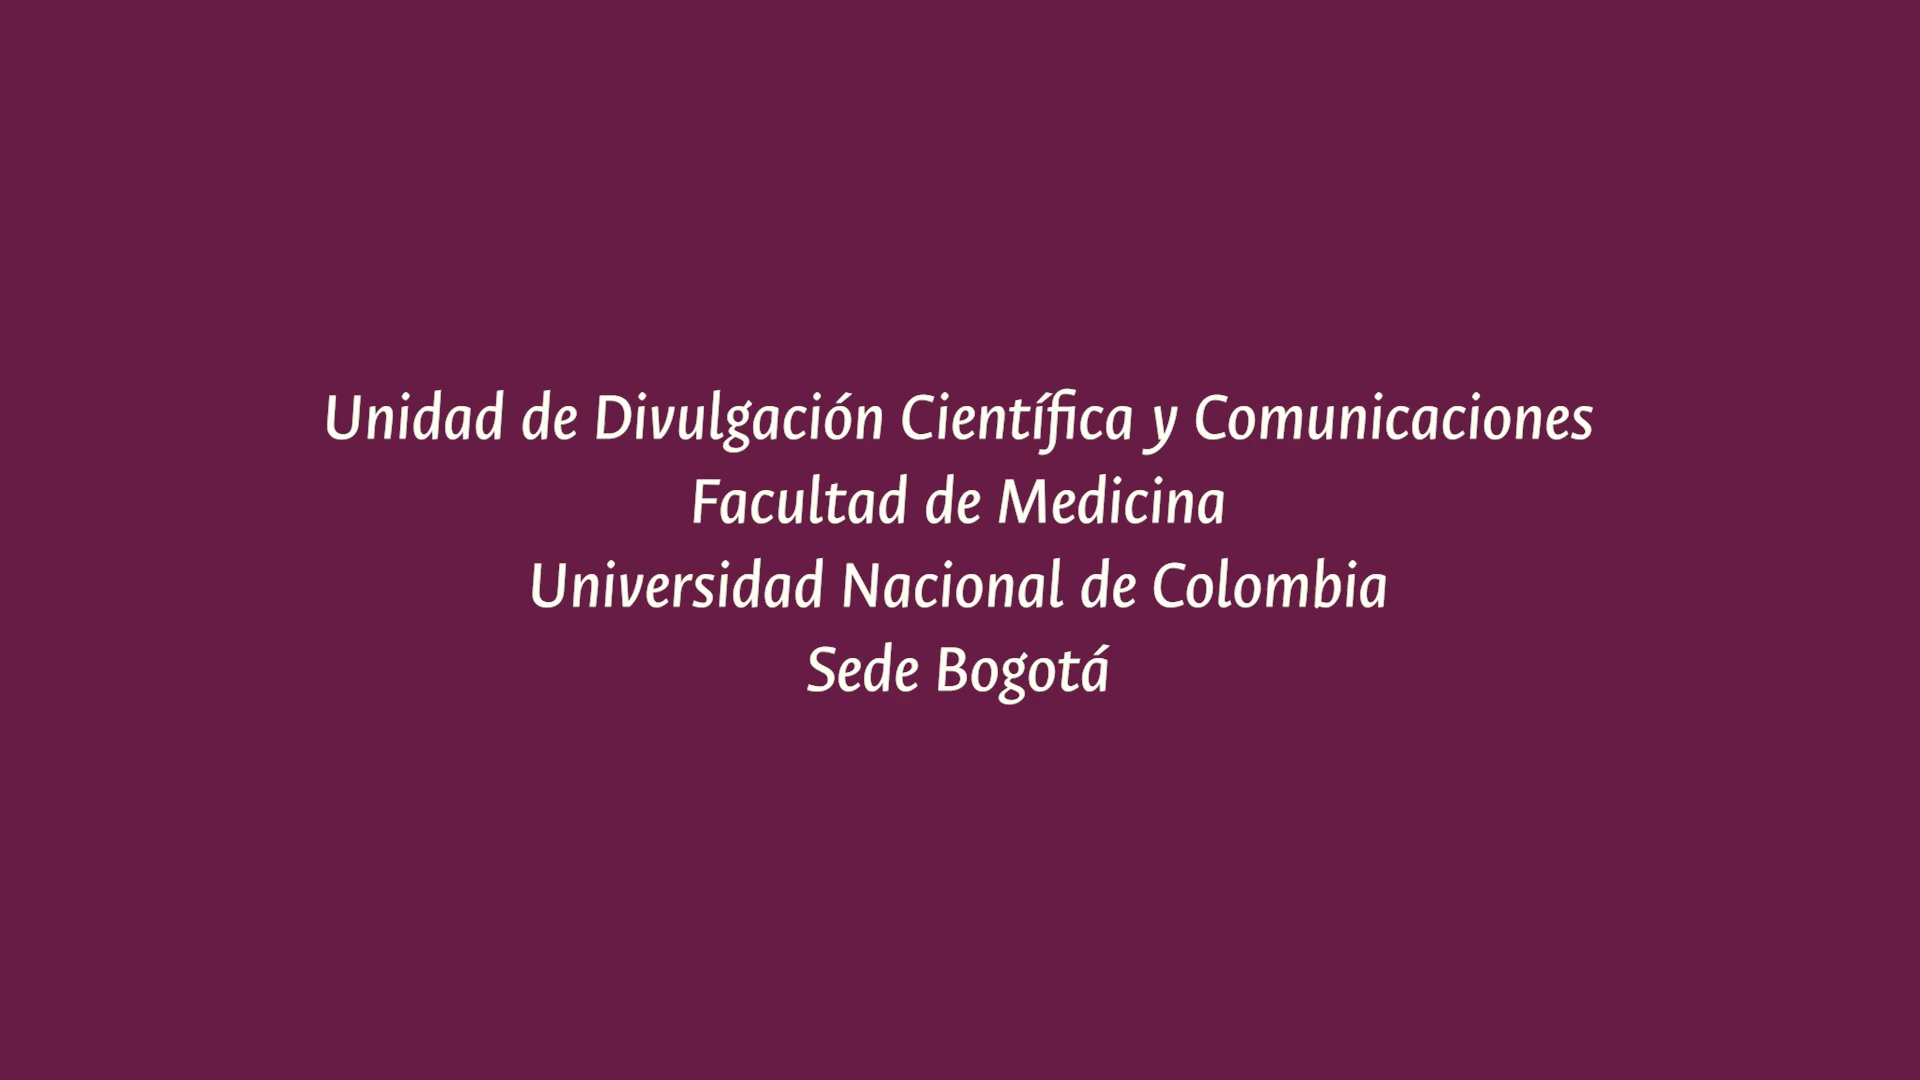 Unidad de Divulgación Científica y Comunicaciones
Facultad de Medicina
Universidad Nacional de Colombia
Sede Bogotá